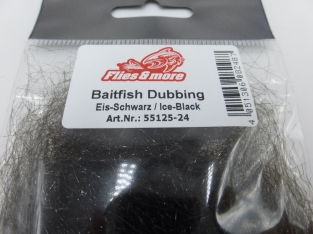 Flies & more
Baitfish Dubbing
Eis-Schwarz / Ice-Black
Art.Nr.: 55125-24